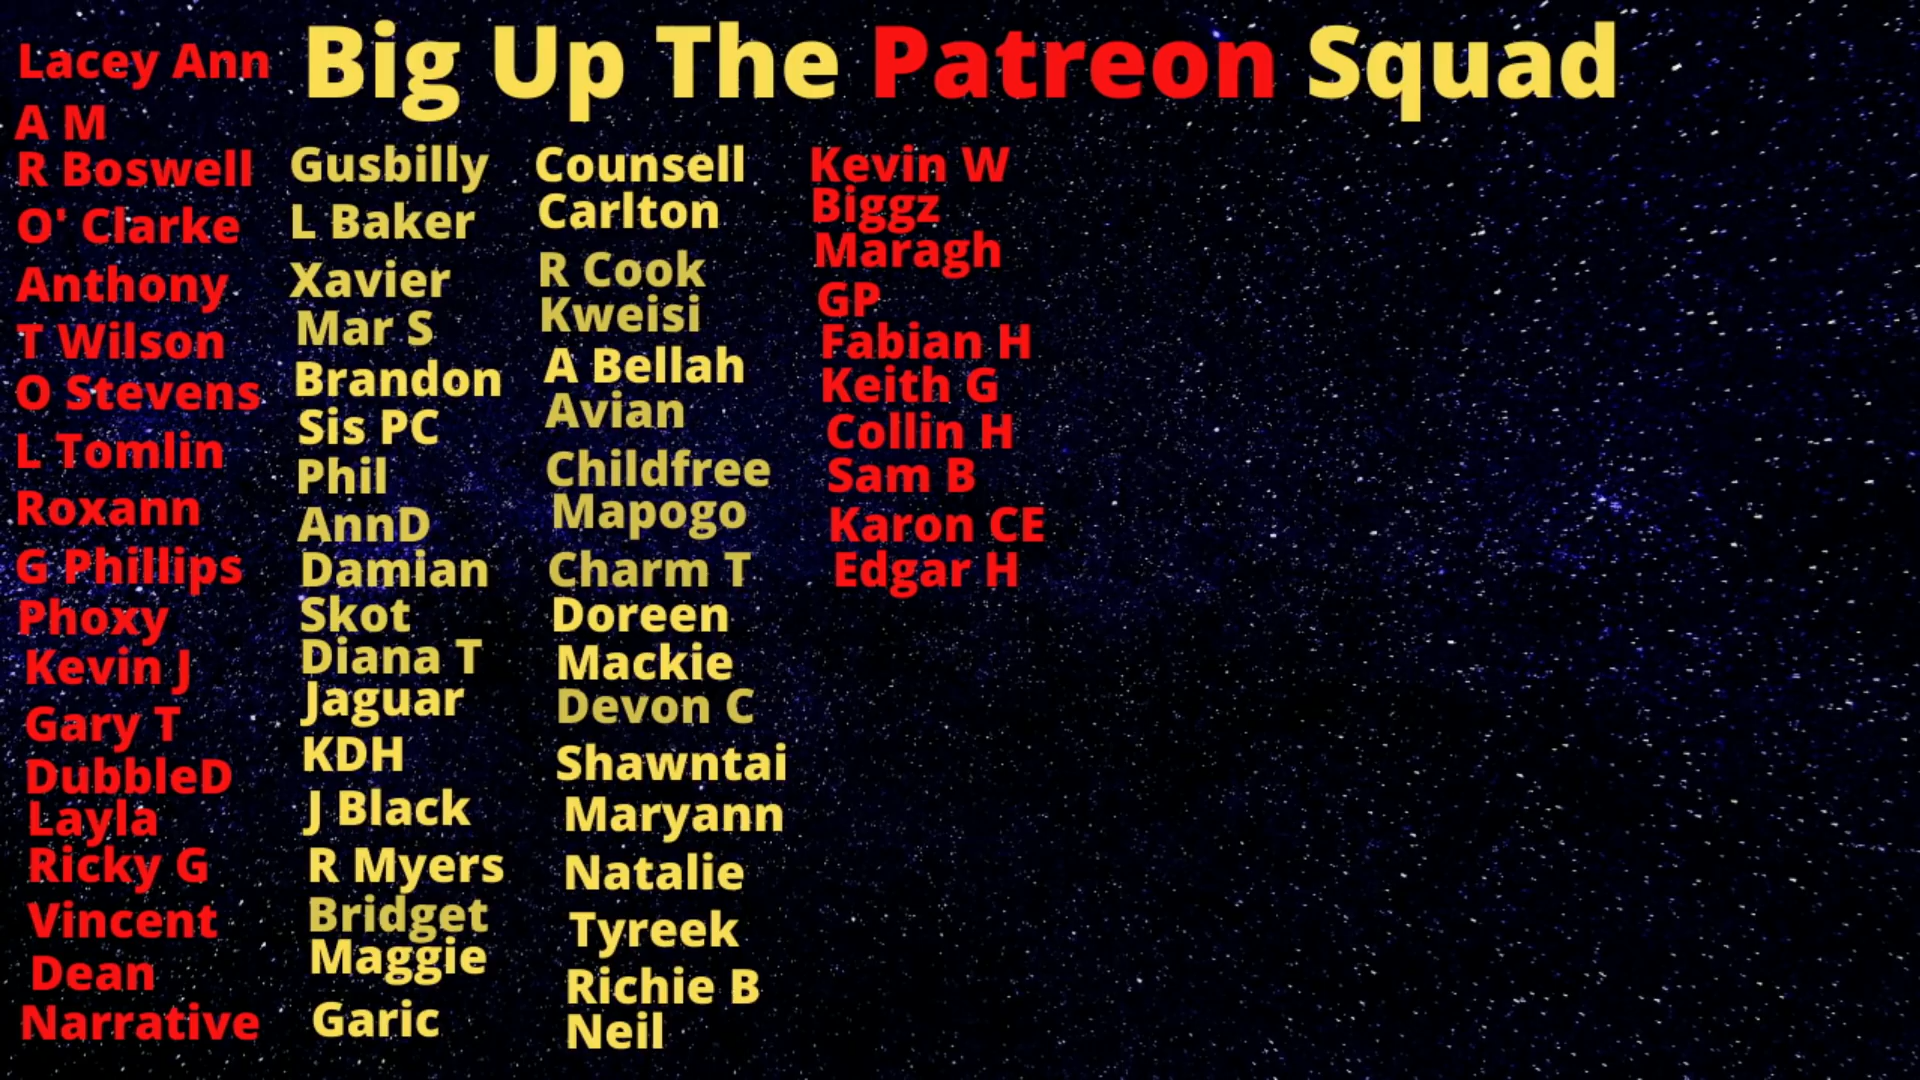 Big Up The Patreon Squad
Lacey Ann
A M
R Boswell
O' Clarke
Anthony
T Wilson
O Stevens
L Tomlin
Roxann
G Phillips
Phoxy
Kevin J
Gary T
DubbleD
Layla
Ricky G
Vincent
Dean
Narrative
Gusbilly
L Baker
Xavier
Mar S
Brandon
Sis PC
Phil
AnnD
Damian
Skot
Diana T
Jaguar
KDH
J Black
R Myers
Bridget
Maggie
Garic
Counsell
Carlton
R Cook
Kweisi
A Bellah
Avian
Childfree
Mapogo
Charm T
Doreen
Mackie
Devon C
Shawntai
Maryann
Natalie
Tyreek
Richie B
Neil
Kevin W
Biggz
Maragh
GP
Fabian H
Keith G
Collin H
Sam B
Karon CE
Edgar H